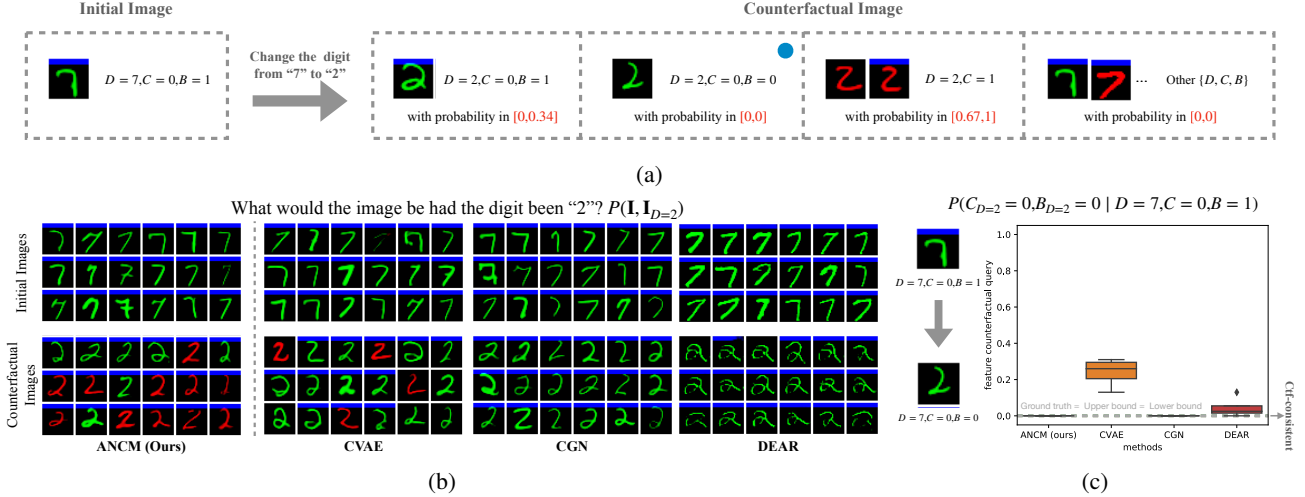 Initial Image
Counterfactual Image
D = 7,C = 0,B = 1
Change the digit
from "7" to "2"
D = 2,C = 0,B = 1
with probability in [0,0.34]
D = 2,C = 0,B = 0
with probability in [0,0]
D = 2,C = 1
with probability in [0.67,1]
... Other {D, C, B}
with probability in [0,0]
(a)
What would the image be had the digit been "2"? P(I, I_{D=2})
Initial Images
Counterfactual
Images
ANCM (Ours)
CVAE
CGN
DEAR
(b)
P(C_{D=2} = 0,B_{D=2} = 0 | D = 7,C = 0,B = 1)
D = 7,C = 0,B = 1
D = 7,C = 0,B = 0
feature counterfactual query
1.0
0.8
0.6
0.4
0.2
0.0
Ground truth = Upper bound = Lower bound
Ctf-consistent
ANCM (ours)
CVAE
CGN
DEAR
methods
(c)